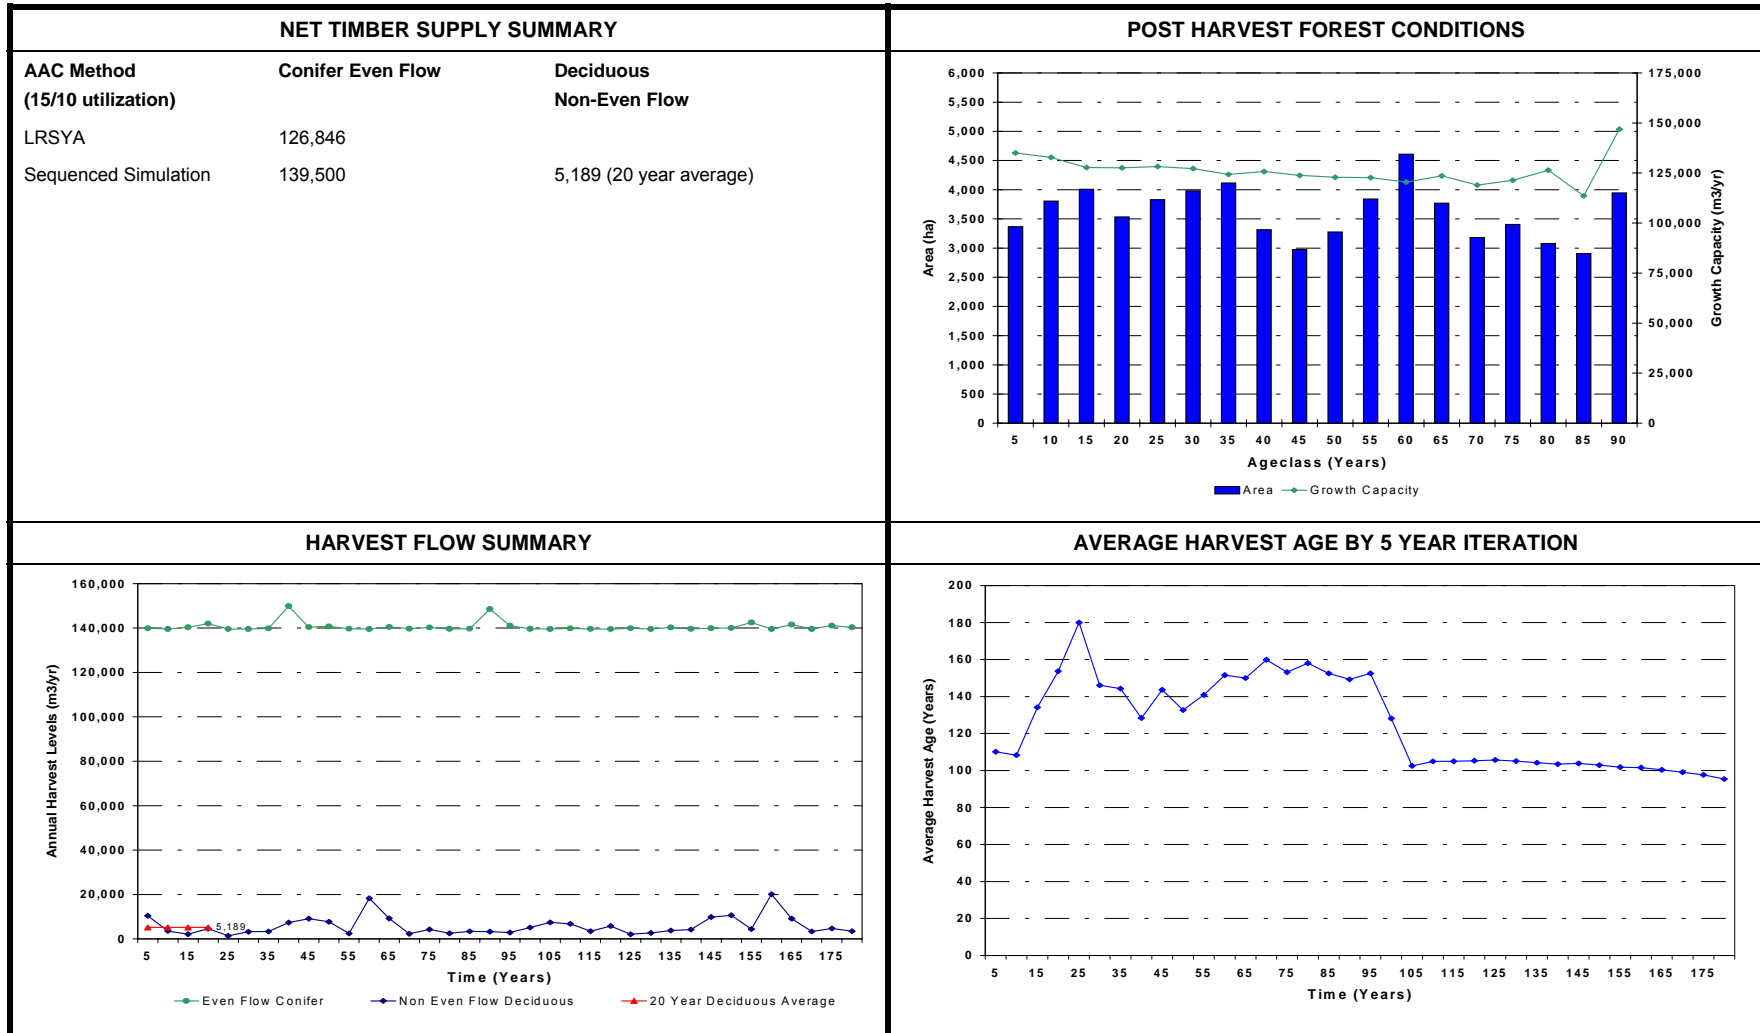 NET TIMBER SUPPLY SUMMARY
AAC Method Conifer Even Flow Deciduous
(15/10 utilization) Non-Even Flow
LRSYA 126,846
Sequenced Simulation 139,500 5,189 (20 year average)
POST HARVEST FOREST CONDITIONS
6,000
5,500
5,000
4,500
4,000
3,500
3,000
2,500
2,000
1,500
1,000
500
0
Area (ha)
175,000
150,000
125,000
100,000
75,000
50,000
25,000
0
Growth Capacity (m3/yr)
5 10 15 20 25 30 35 40 45 50 55 60 65 70 75 80 85 90
Ageclass (Years)
Area Growth Capacity
HARVEST FLOW SUMMARY
160,000
140,000
120,000
100,000
80,000
60,000
40,000
20,000
0
Annual Harvest Levels (m3/yr)
5,189
5 15 25 35 45 55 65 75 85 95 105 115 125 135 145 155 165 175
Time (Years)
Even Flow Conifer Non Even Flow Deciduous 20 Year Deciduous Average
AVERAGE HARVEST AGE BY 5 YEAR ITERATION
200
180
160
140
120
100
80
60
40
20
0
Average Harvest Age (Years)
5 15 25 35 45 55 65 75 85 95 105 115 125 135 145 155 165 175
Time (Years)